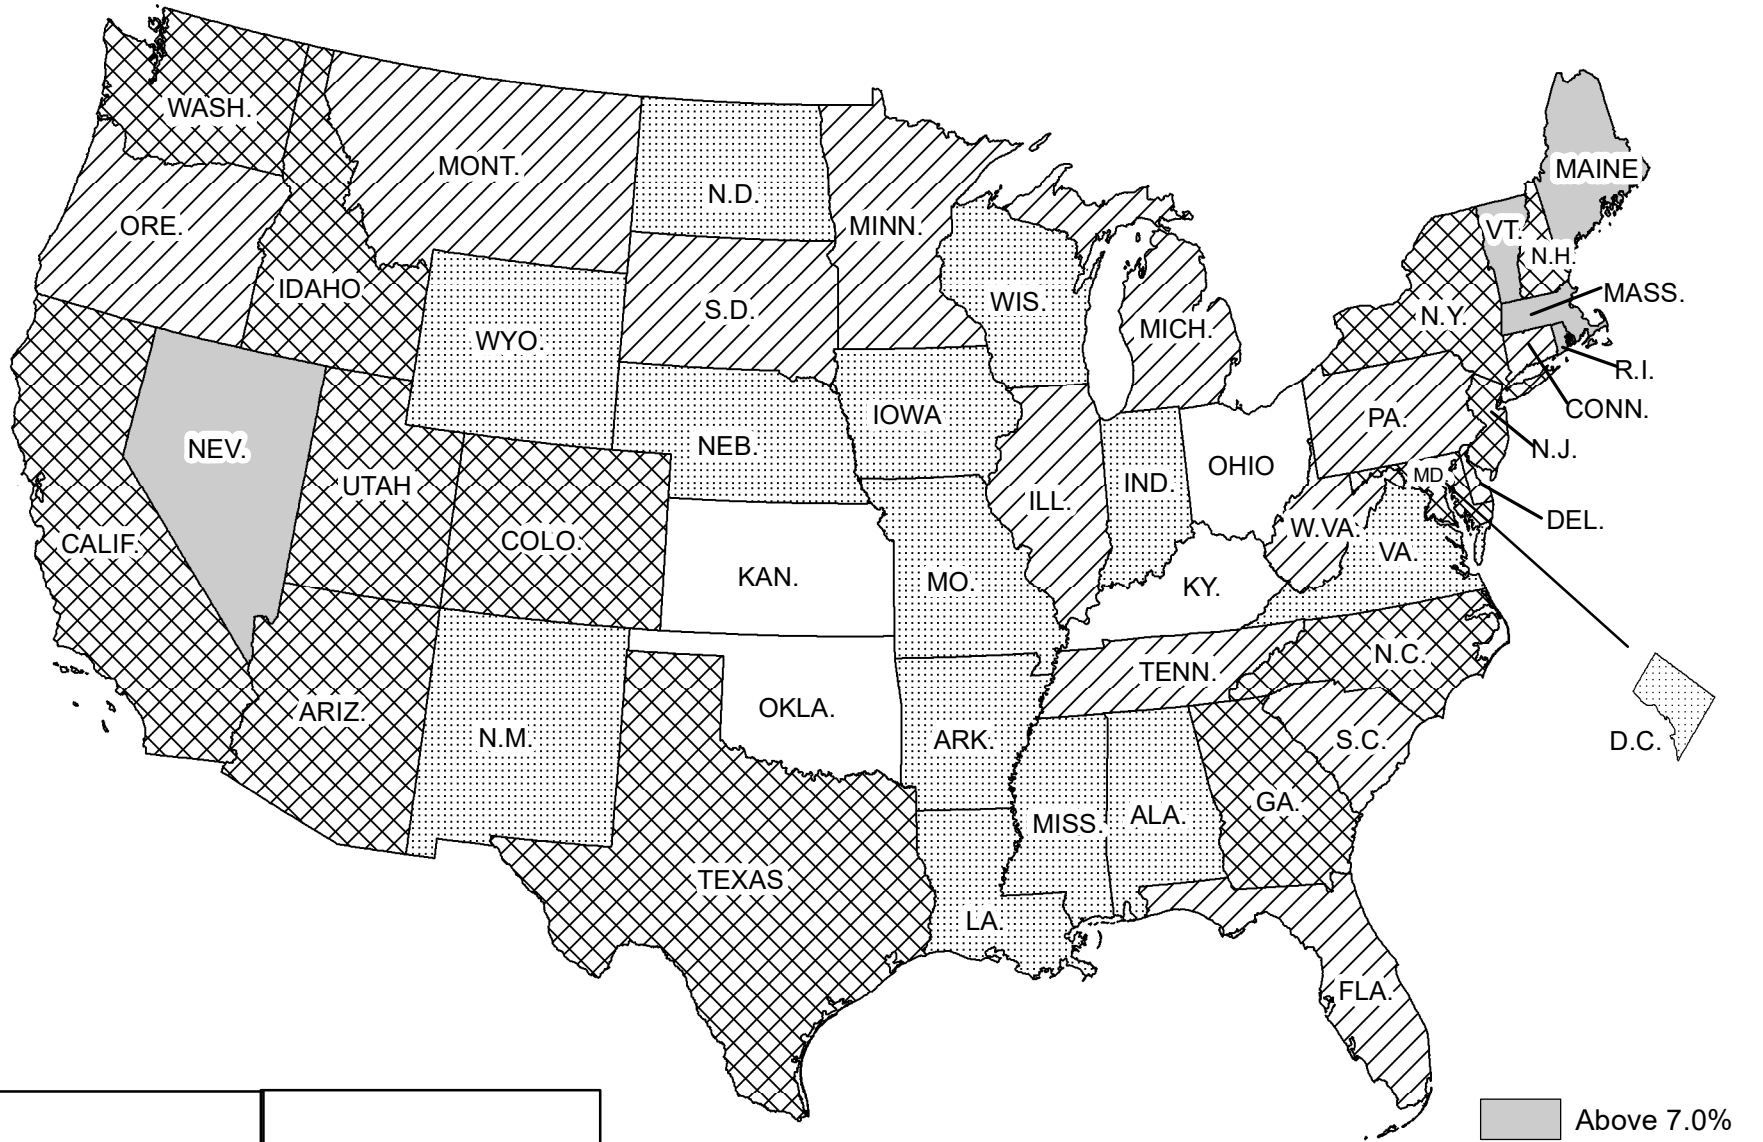 WASH.
MONT.
N.D.
MINN.
MAINE
VT.
N.H.
ORE.
IDAHO
S.D.
WIS.
MICH.
N.Y.
MASS.
WYO.
R.I.
CONN.
NEV.
UTAH
NEB.
IOWA
ILL.
IND.
OHIO
PA.
N.J.
MD.
DEL.
CALIF.
COLO.
KAN.
MO.
KY.
W.VA.
VA.
ARIZ.
N.M.
OKLA.
ARK.
TENN.
N.C.
S.C.
D.C.
TEXAS
LA.
MISS.
ALA.
GA.
FLA.
Above 7.0%